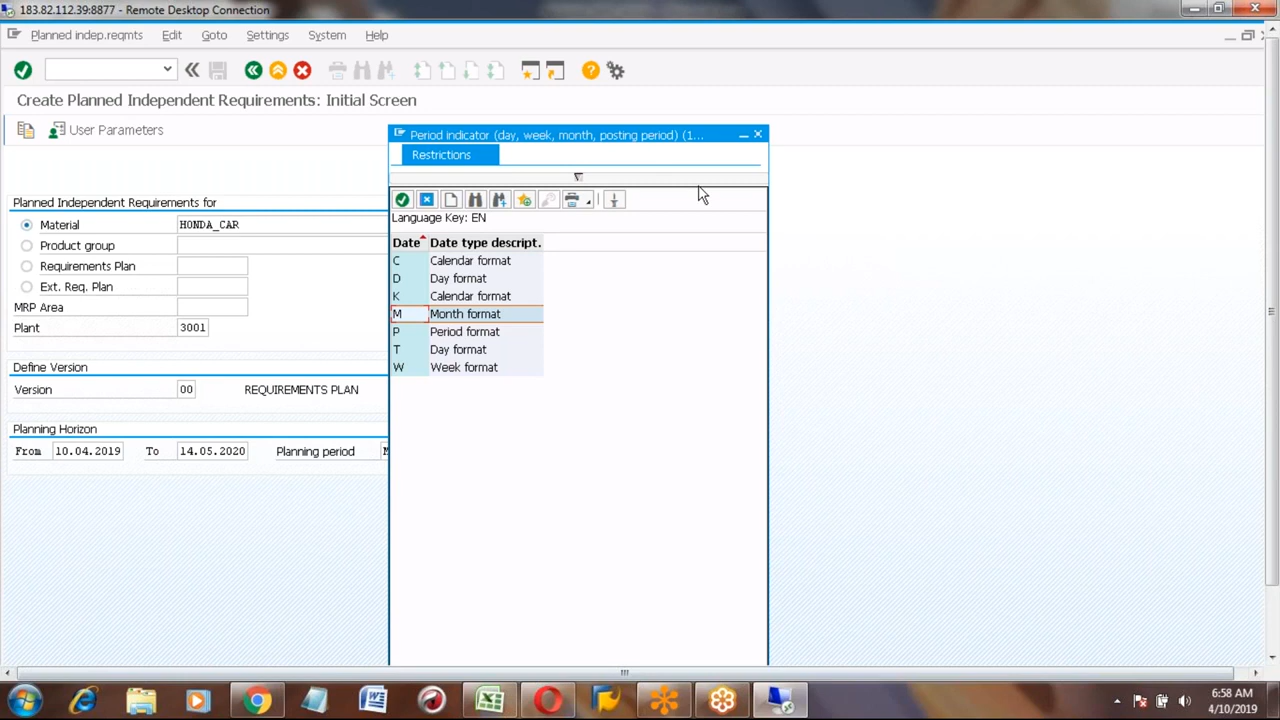 183.82.112.39:8877 - Remote Desktop Connection
Planned indep.reqmts Edit Goto Settings System Help
Create Planned Independent Requirements: Initial Screen
User Parameters
Period indicator (day, week, month, posting period) (1...
Restrictions
Planned Independent Requirements for
Language Key: EN
Material HONDA_CAR
Product group
Date Date type descript.
Requirements Plan
C Calendar format
D Day format
Ext. Req. Plan
K Calendar format
MRP Area
M Month format
Plant 3001
P Period format
T Day format
Define Version
W Week format
Version 00 REQUIREMENTS PLAN
Planning Horizon
From 10.04.2019 To 14.05.2020 Planning period M
6:58 AM
4/10/2019